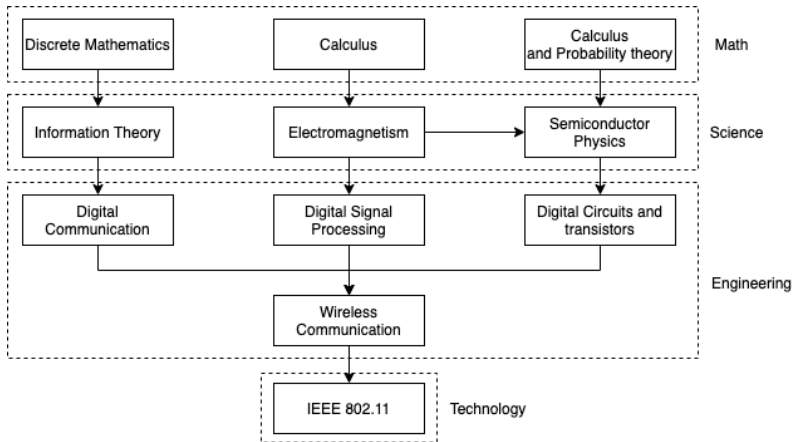 Discrete Mathematics
Calculus
Calculus
and Probability theory
Math
Information Theory
Electromagnetism
Semiconductor
Physics
Science
Digital
Communication
Digital Signal
Processing
Digital Circuits and
transistors
Engineering
Wireless
Communication
IEEE 802.11
Technology